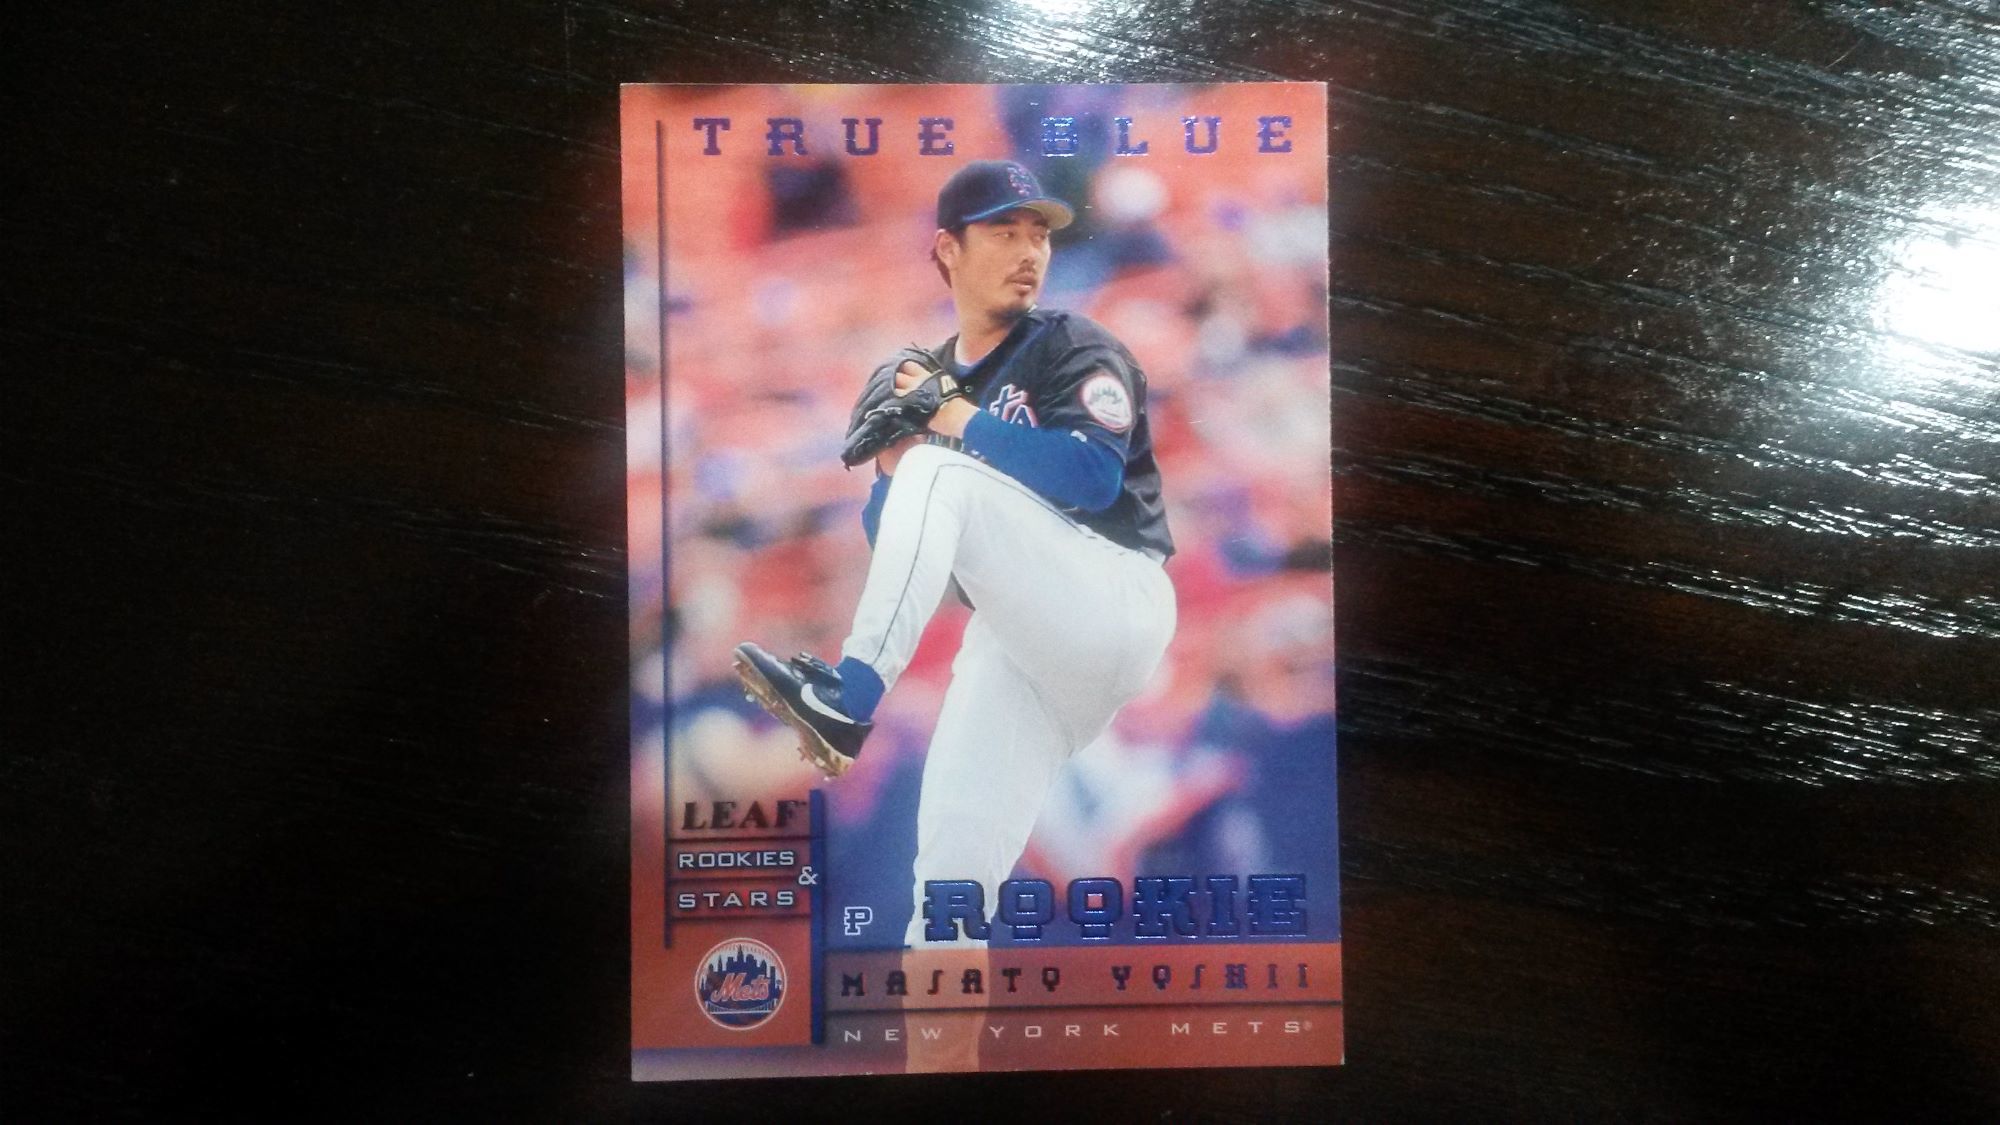 TRUE BLUE
LEAF
ROOKIES
&
STARS
P
ROOKIE
Mets
MASATO YOSHII
NEW YORK METS®